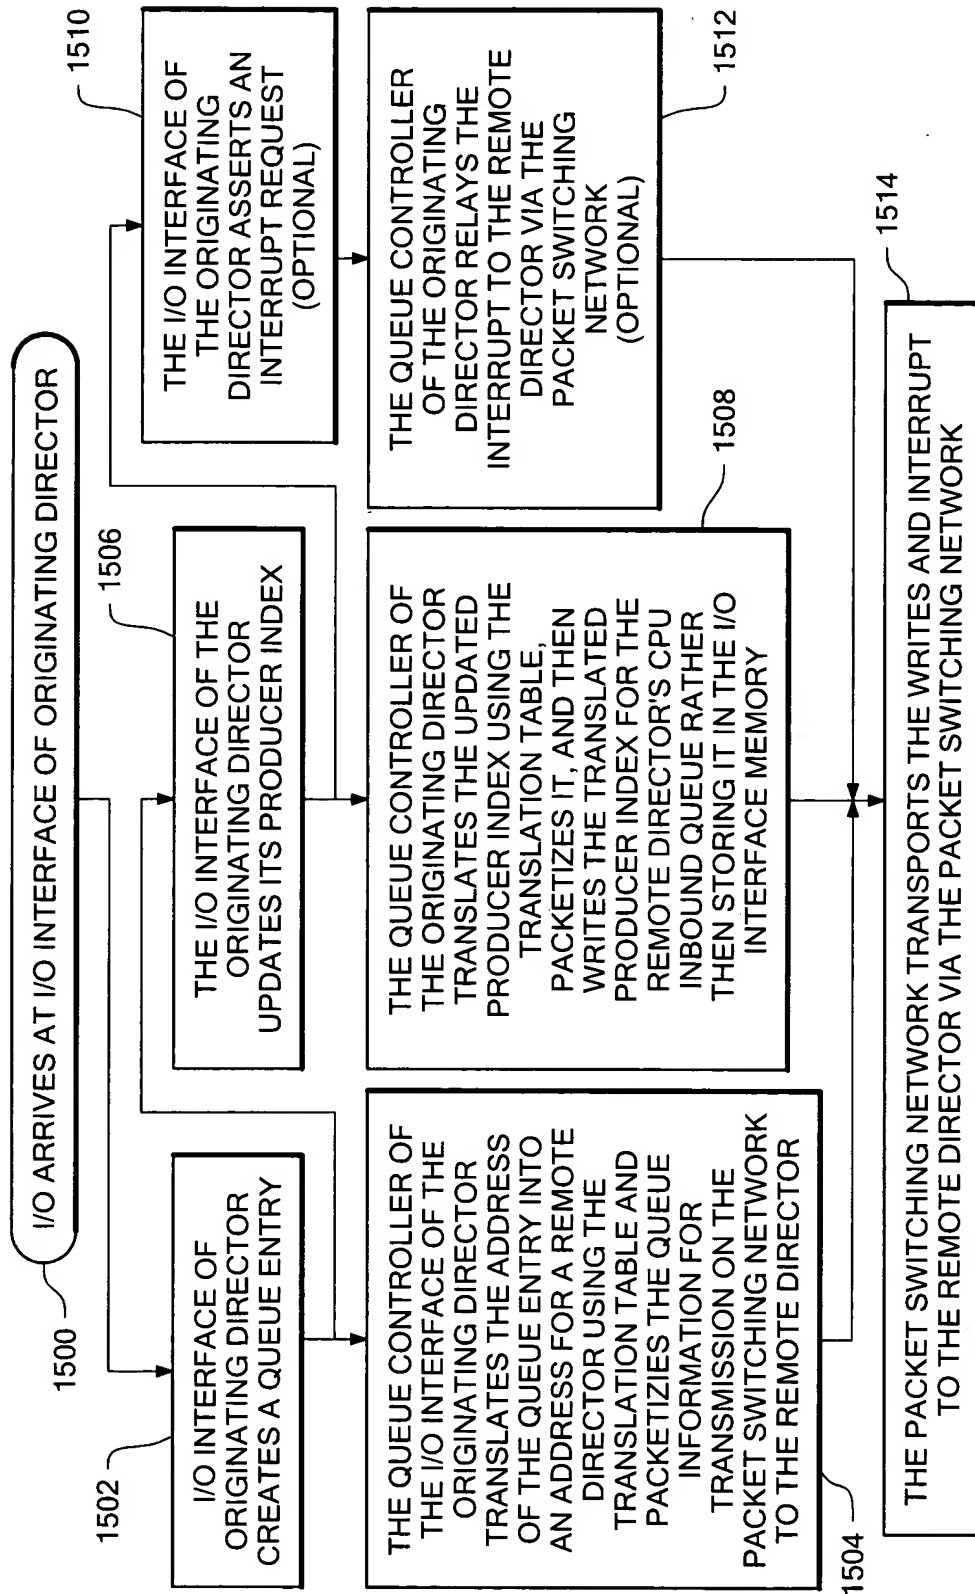 I/O ARRIVES AT I/O INTERFACE OF ORIGINATING DIRECTOR
1500
I/O INTERFACE OF
ORIGINATING DIRECTOR
CREATES A QUEUE ENTRY
1502
THE QUEUE CONTROLLER OF
THE I/O INTERFACE OF THE
ORIGINATING DIRECTOR
TRANSLATES THE ADDRESS
OF THE QUEUE ENTRY INTO
AN ADDRESS FOR A REMOTE
DIRECTOR USING THE
TRANSLATION TABLE AND
PACKETIZES THE QUEUE
INFORMATION FOR
TRANSMISSION ON THE
PACKET SWITCHING NETWORK
TO THE REMOTE DIRECTOR
1504
THE I/O INTERFACE OF THE
ORIGINATING DIRECTOR
UPDATES ITS PRODUCER INDEX
1506
THE QUEUE CONTROLLER OF
THE ORIGINATING DIRECTOR
TRANSLATES THE UPDATED
PRODUCER INDEX USING THE
TRANSLATION TABLE,
PACKETIZES IT, AND THEN
WRITES THE TRANSLATED
PRODUCER INDEX FOR THE
REMOTE DIRECTOR'S CPU
INBOUND QUEUE RATHER
THEN STORING IT IN THE I/O
INTERFACE MEMORY
1508
THE I/O INTERFACE OF
THE ORIGINATING
DIRECTOR ASSERTS AN
INTERRUPT REQUEST
(OPTIONAL)
1510
THE QUEUE CONTROLLER
OF THE ORIGINATING
DIRECTOR RELAYS THE
INTERRUPT TO THE REMOTE
DIRECTOR VIA THE
PACKET SWITCHING
NETWORK
(OPTIONAL)
1512
THE PACKET SWITCHING NETWORK TRANSPORTS THE WRITES AND INTERRUPT
TO THE REMOTE DIRECTOR VIA THE PACKET SWITCHING NETWORK
1514